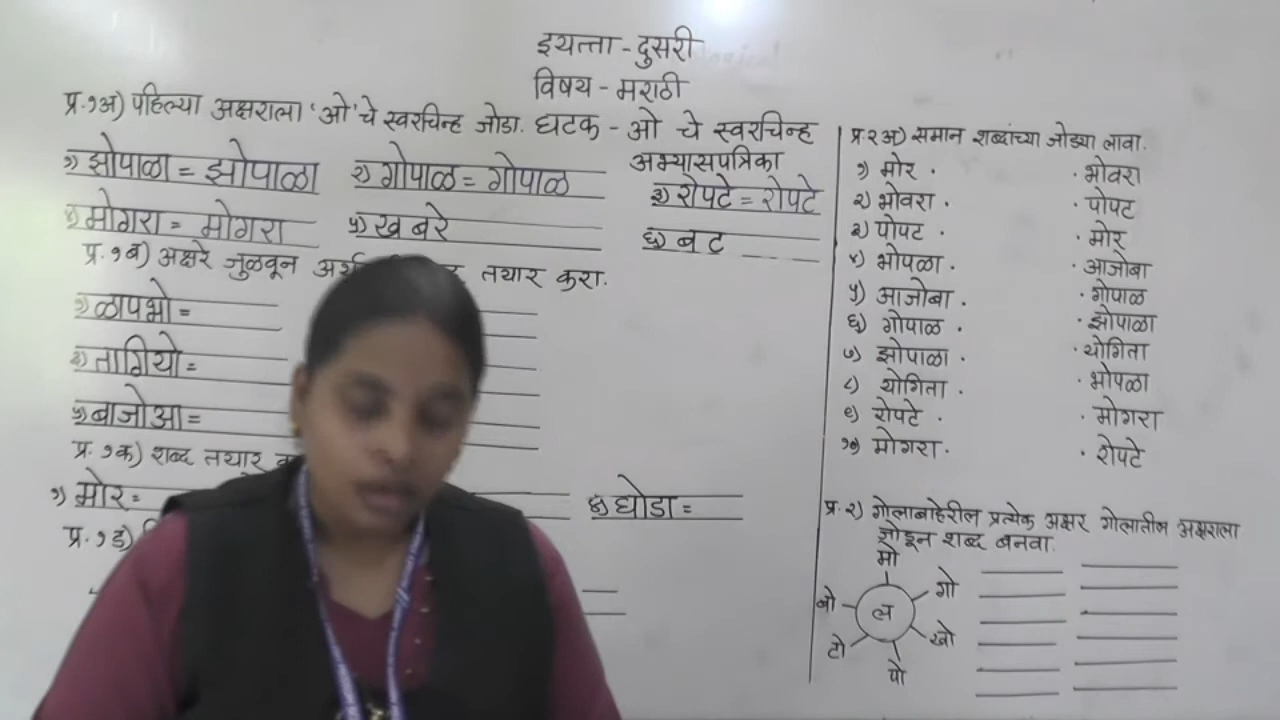 इयत्ता - दुसरी
विषय - मराठी
घटक - ओ चे स्वरचिन्ह
अभ्यासपत्रिका
प्र.१अ) पहिल्या अक्षराला 'ओ' चे स्वरचिन्ह जोडा.
१) झोपाळा = झोपाळा २) गोपाळ = गोपाळ ३) रोपटे = रोपटे
४) मोगरा = मोगरा ५) खबरे ६) बट
प्र.१ब) अक्षरे जुळवून तयार करा.
१) ळापभो =
३) तागियो =
५) बाजोआ =
प्र.१क) शब्द तयार
१) मोर = ६) घोडा =
प्र.१ड)
प्र.२अ) समान शब्दांच्या जोड्या लावा.
१) मोर . . भोवरा
२) भोवरा . . पोपट
३) पोपट . . मोर
४) भोपळा . . आजोबा
५) आजोबा . . गोपाळ
६) गोपाळ . . झोपाळा
७) झोपाळा . . योगिता
८) योगिता . . भोपळा
९) रोपटे . . मोगरा
१०) मोगरा . . रोपटे
प्र.२) गोलाबाहेरील प्रत्येक अक्षर गोलातील अक्षराला
जोडून शब्द बनवा.
मो
गो
खो
पो
टो
बो
ल